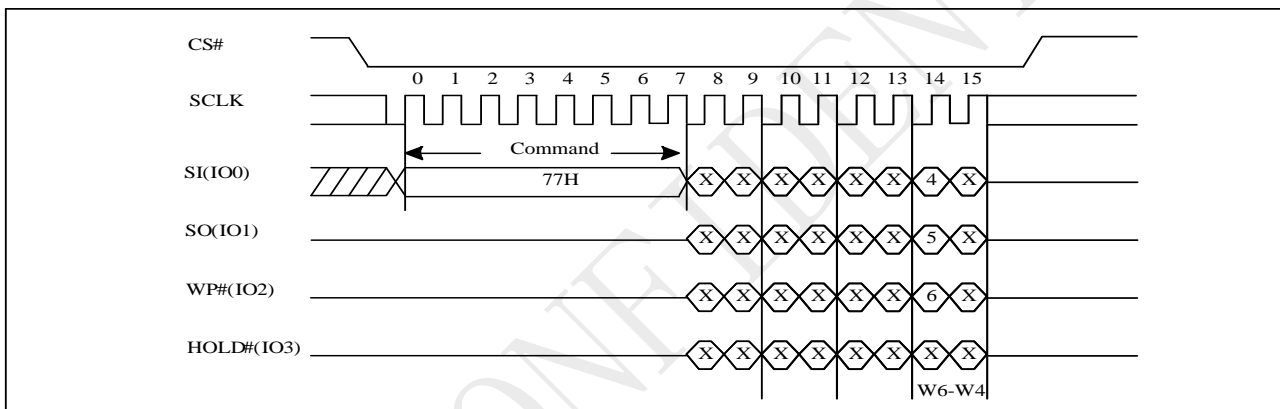 CS#
0 1 2 3 4 5 6 7 8 9 10 11 12 13 14 15
SCLK
Command
SI(IO0) 77H X X X X X X 4 X
SO(IO1) X X X X X X 5 X
WP#(IO2) X X X X X X 6 X
HOLD#(IO3) X X X X X X X X
W6-W4